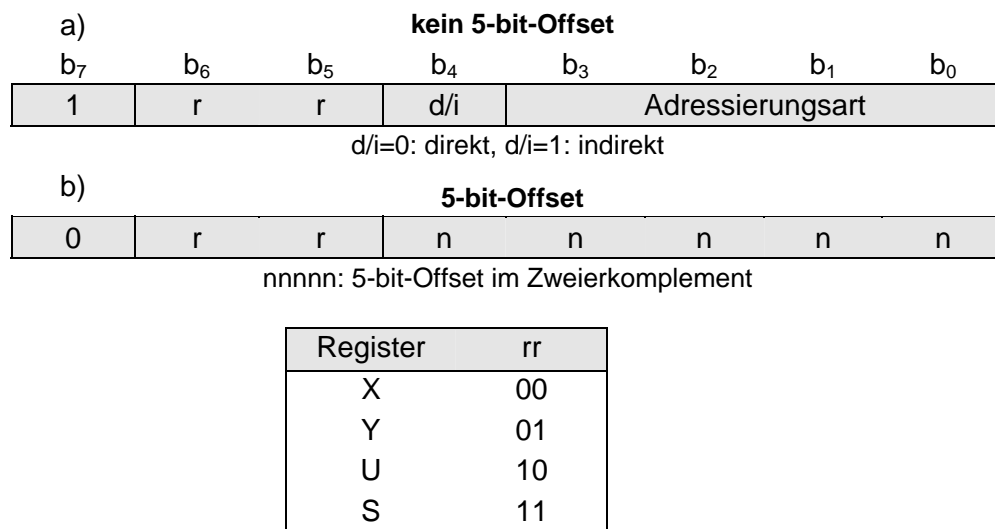 a) kein 5-bit-Offset
b₇ b₆ b₅ b₄ b₃ b₂ b₁ b₀
1 r r d/i Adressierungsart
d/i=0: direkt, d/i=1: indirekt
b) 5-bit-Offset
0 r r n n n n n
nnnnn: 5-bit-Offset im Zweierkomplement
Register rr
X 00
Y 01
U 10
S 11